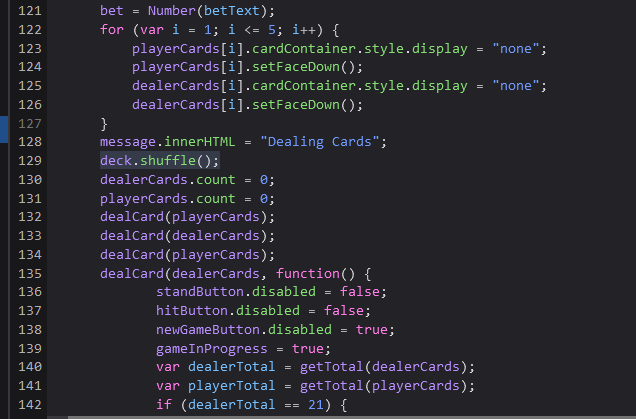 121 bet = Number(betText);
122 for (var i = 1; i <= 5; i++) {
123 playerCards[i].cardContainer.style.display = "none";
124 playerCards[i].setFaceDown();
125 dealerCards[i].cardContainer.style.display = "none";
126 dealerCards[i].setFaceDown();
127 }
128 message.innerHTML = "Dealing Cards";
129 deck.shuffle();
130 dealerCards.count = 0;
131 playerCards.count = 0;
132 dealCard(playerCards);
133 dealCard(dealerCards);
134 dealCard(playerCards);
135 dealCard(dealerCards, function() {
136 standButton.disabled = false;
137 hitButton.disabled = false;
138 newGameButton.disabled = true;
139 gameInProgress = true;
140 var dealerTotal = getTotal(dealerCards);
141 var playerTotal = getTotal(playerCards);
142 if (dealerTotal == 21) {